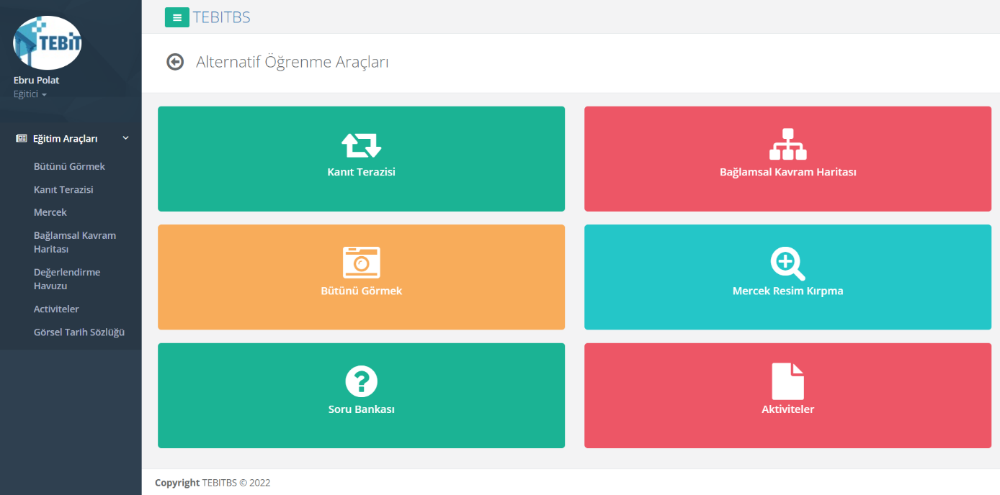 TEBİT
Ebru Polat
Eğitici
Eğitim Araçları
Bütünü Görmek
Kanıt Terazisi
Mercek
Bağlamsal Kavram
Haritası
Değerlendirme
Havuzu
Activiteler
Görsel Tarih Sözlüğü
TEBITBS
Alternatif Öğrenme Araçları
Kanıt Terazisi
Bağlamsal Kavram Haritası
Bütünü Görmek
Mercek Resim Kırpma
Soru Bankası
Aktiviteler
Copyright TEBITBS © 2022